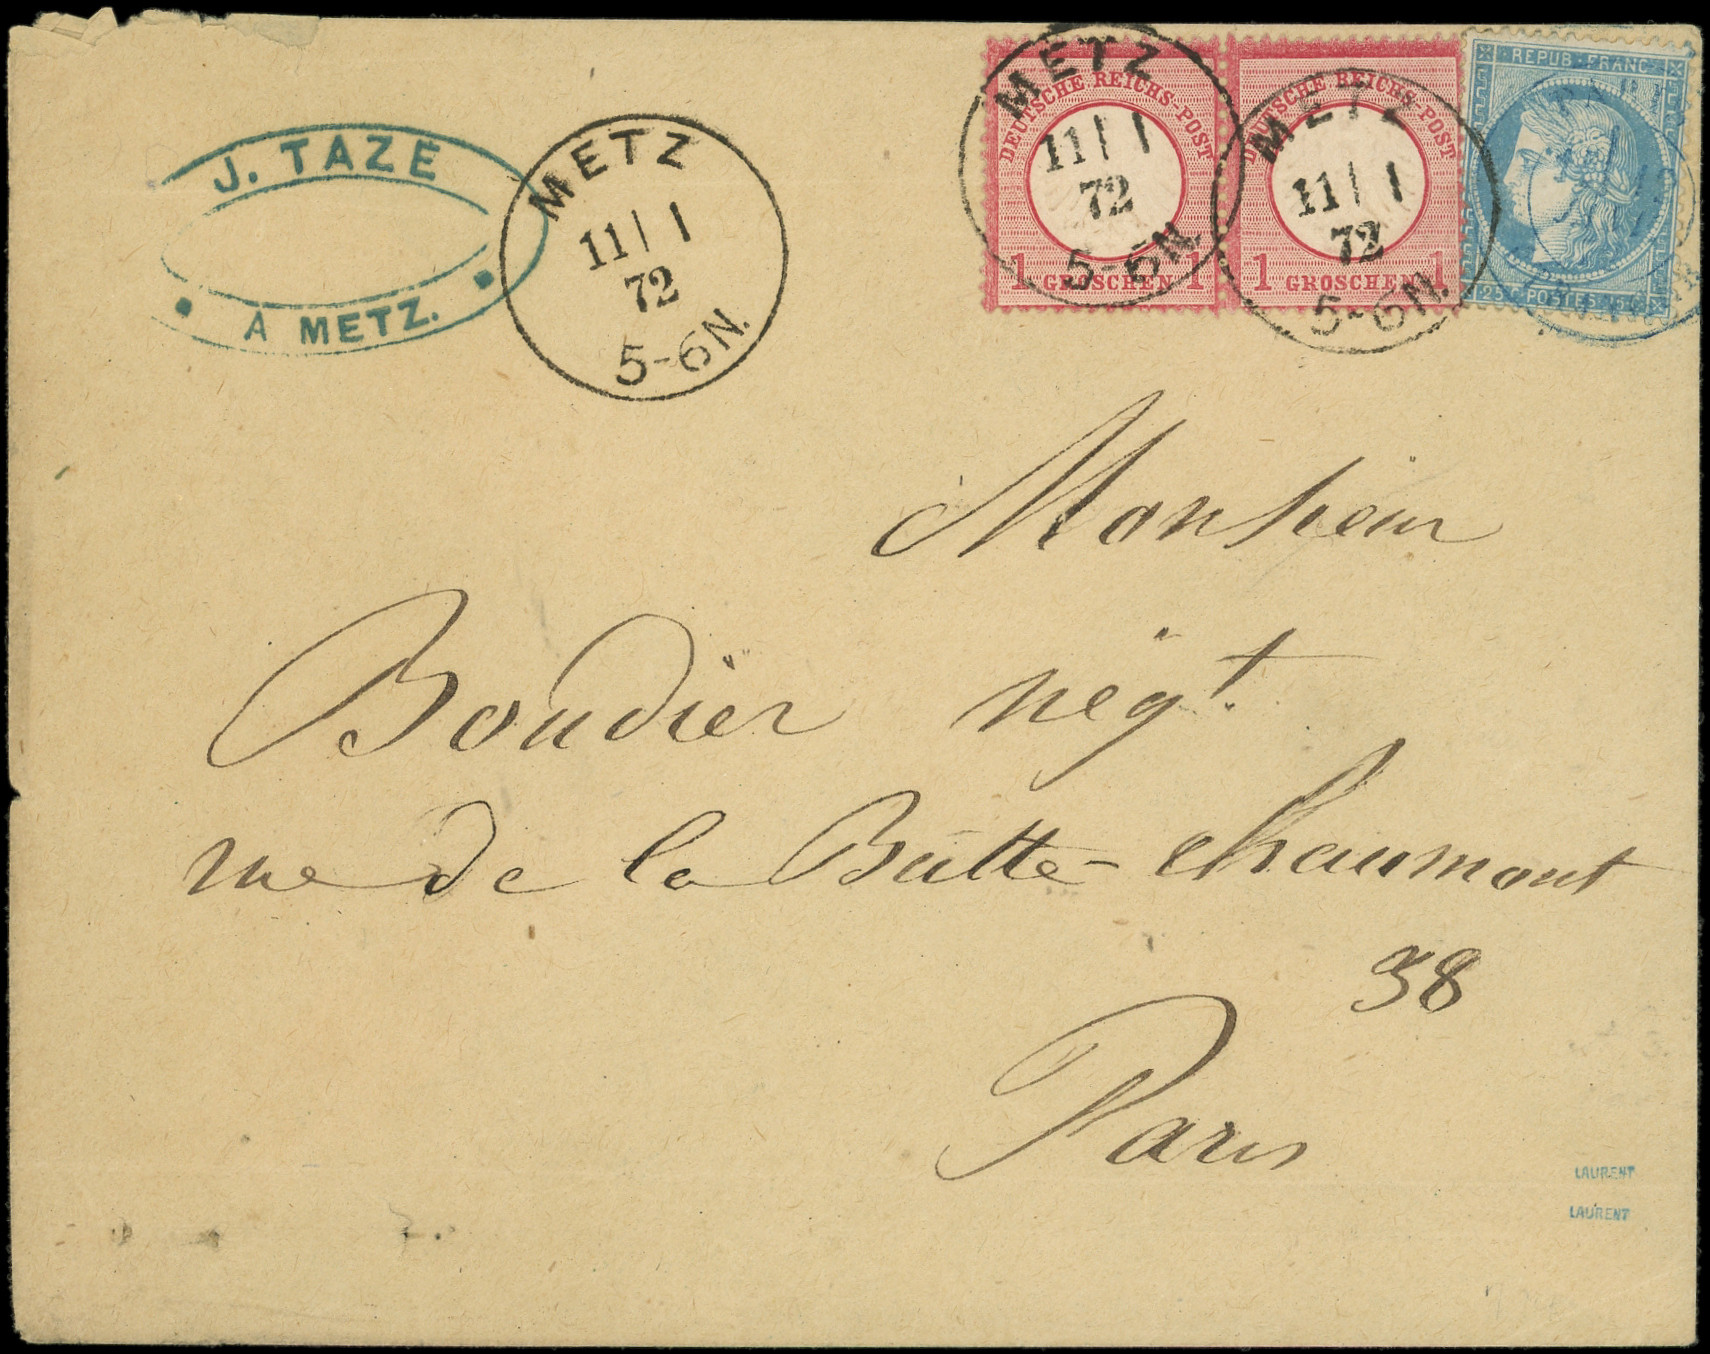 J. TAZÉ
A METZ.
METZ
11 1
72
5-6N.
METZ
11 1
72
5-6N.
METZ
11 1
72
5-6N.
DEUTSCHE REICHS-POST
1 GROSCHEN 1
DEUTSCHE REICHS-POST
1 GROSCHEN 1
REPUB·FRANC·
25 POSTES
Monsieur
Boudier négt.
rue de la Butte-chaumont
38
Paris
LAURENT
LAURENT